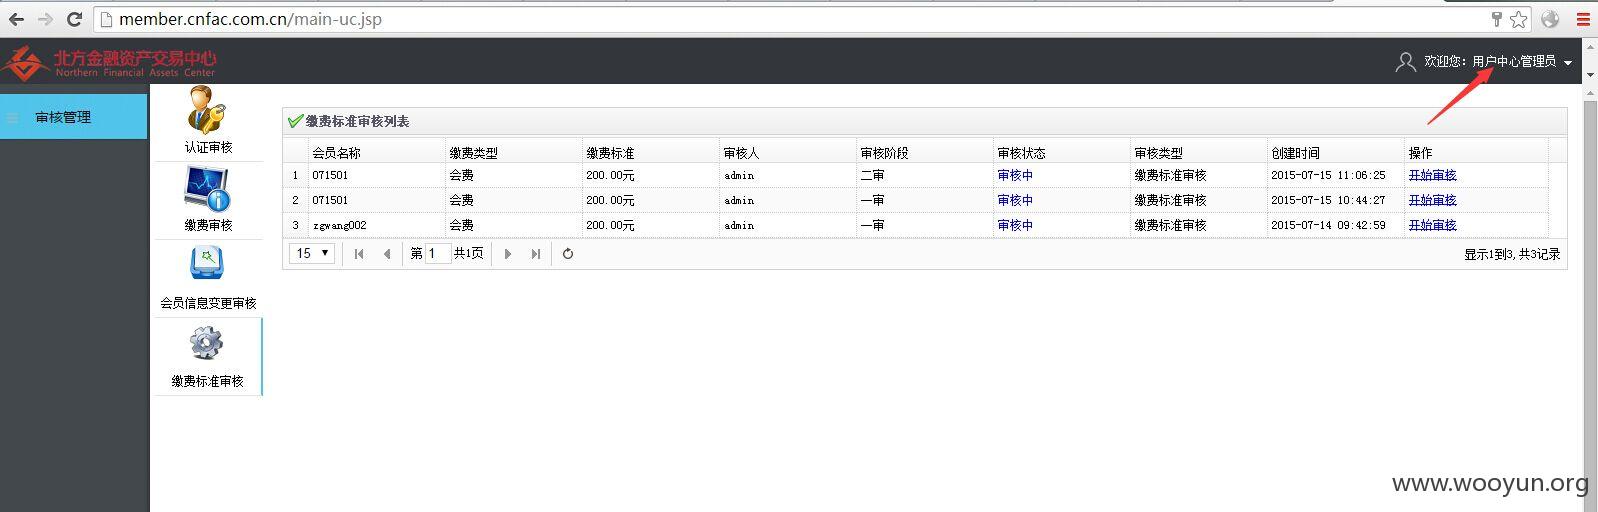 member.cnfac.com.cn/main-uc.jsp
北方金融资产交易中心
Northern Financial Assets Center
欢迎您：用户中心管理员
审核管理
认证审核
缴费审核
会员信息变更审核
缴费标准审核
缴费标准审核列表
会员名称 缴费类型 缴费标准 审核人 审核阶段 审核状态 审核类型 创建时间 操作
1 071501 会费 200.00元 admin 二审 审核中 缴费标准审核 2015-07-15 11:06:25 开始审核
2 071501 会费 200.00元 admin 一审 审核中 缴费标准审核 2015-07-15 10:44:27 开始审核
3 zgwang002 会费 200.00元 admin 一审 审核中 缴费标准审核 2015-07-14 09:42:59 开始审核
15 第 1 共1页 显示1到3,共3记录
www.wooyun.org